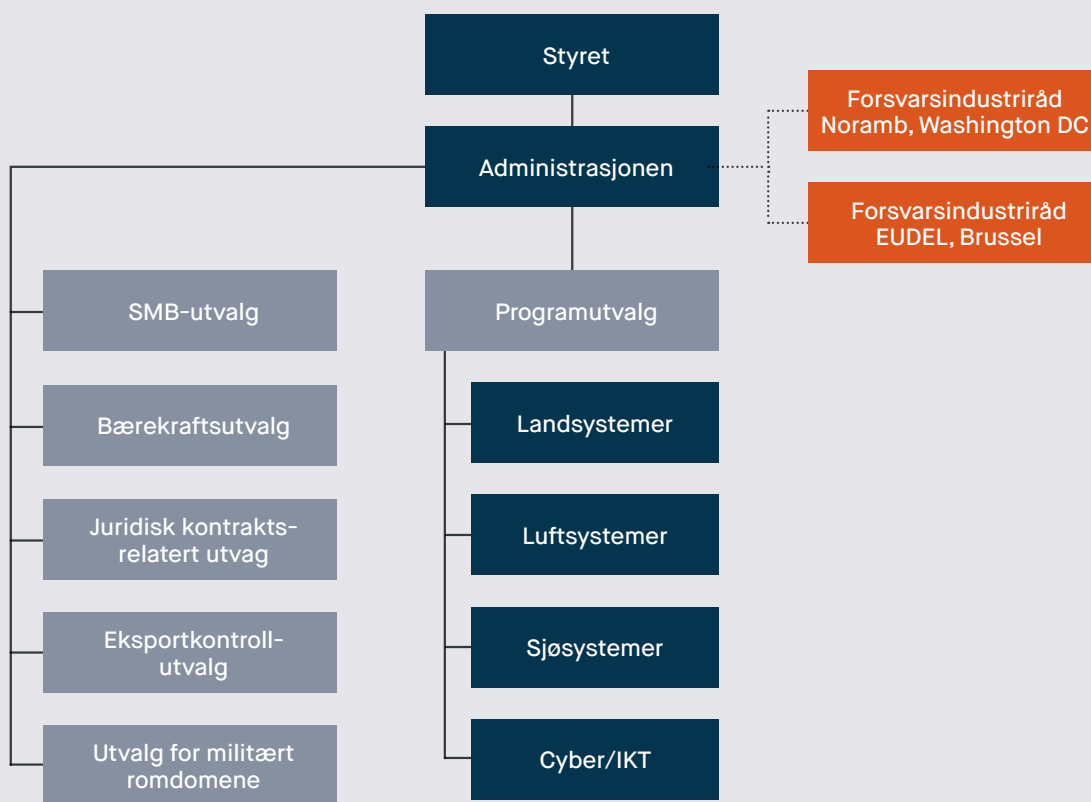 Styret
Administrasjonen
Forsvarsindustriråd
Noramb, Washington DC
Forsvarsindustriråd
EUDEL, Brussel
SMB-utvalg
Bærekraftsutvalg
Juridisk kontrakts-
relatert utvag
Eksportkontroll-
utvalg
Utvalg for militært
romdomene
Programutvalg
Landsystemer
Luftsystemer
Sjøsystemer
Cyber/IKT